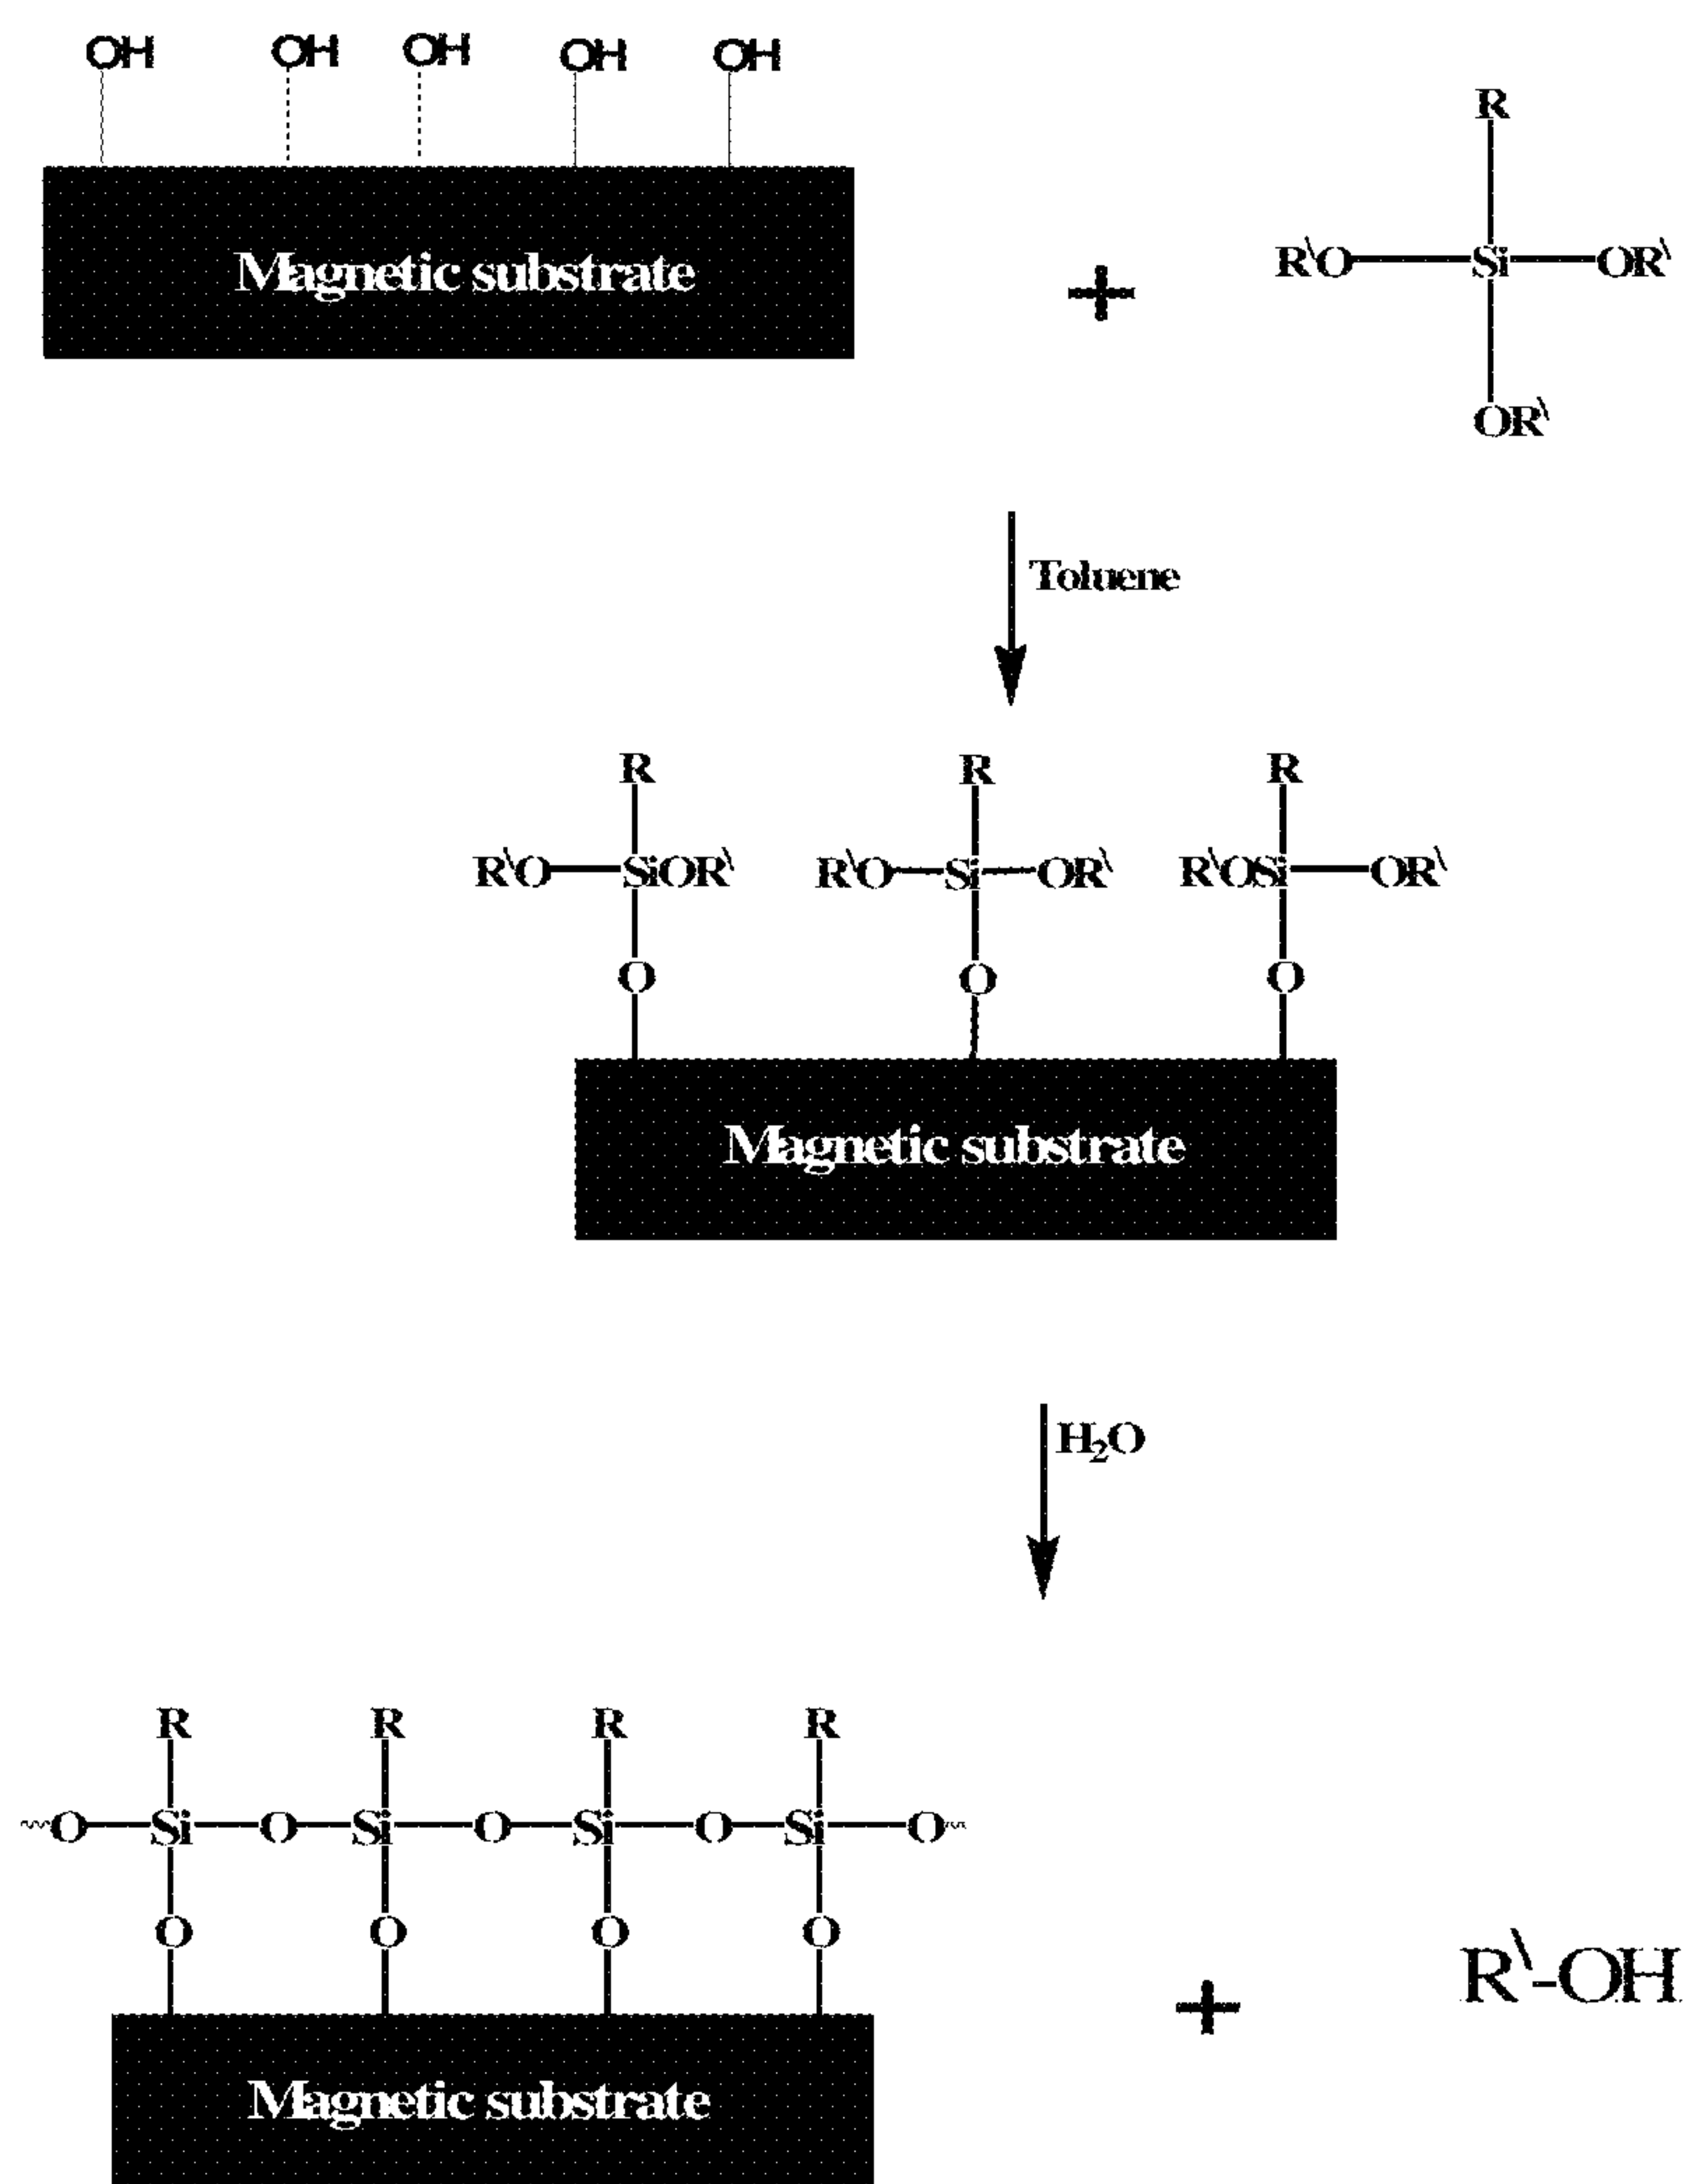 OH OH OH OH OH
R
Magnetic substrate
+
R\O Si OR\
OR\
Toluene
R R R
R\O SiOR\ R\O Si OR\ R\OSi OR\
O O O
Magnetic substrate
H₂O
R R R R
O Si O Si O Si O Si O
O O O O
+
R\-OH
Magnetic substrate